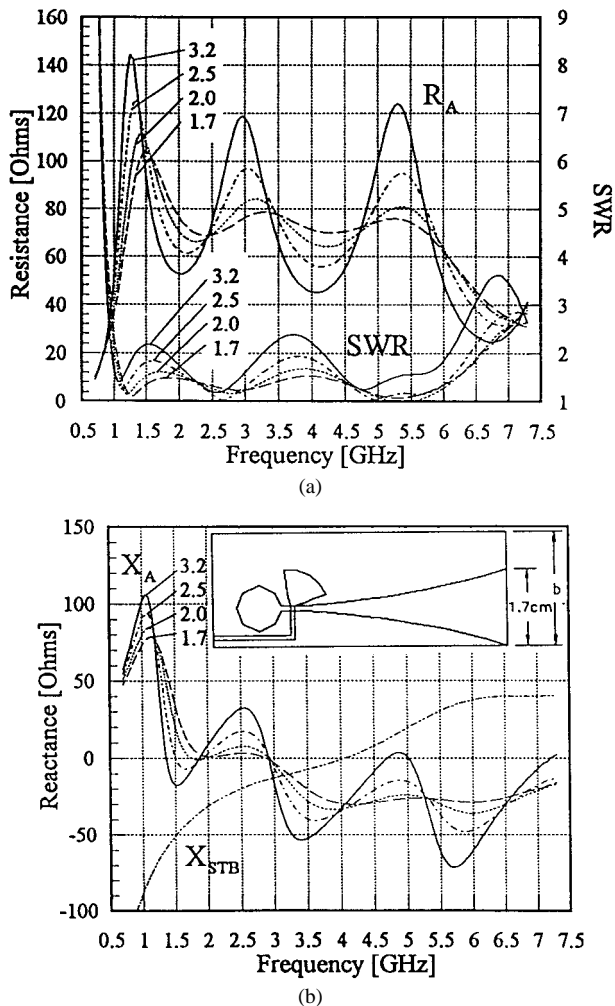 160
140
120
100
80
60
40
20
0
Resistance [Ohms]
9
8
7
6
5
4
3
2
1
SWR
3.2
2.5
2.0
1.7
R_A
3.2
2.5
2.0
1.7
SWR
0.5 1 1.5 2 2.5 3 3.5 4 4.5 5 5.5 6 6.5 7 7.5
Frequency [GHz]
(a)
150
100
50
0
-50
-100
Reactance [Ohms]
X_A
3.2
2.5
2.0
1.7
b
1.7cm
X_STB
0.5 1 1.5 2 2.5 3 3.5 4 4.5 5 5.5 6 6.5 7 7.5
Frequency [GHz]
(b)